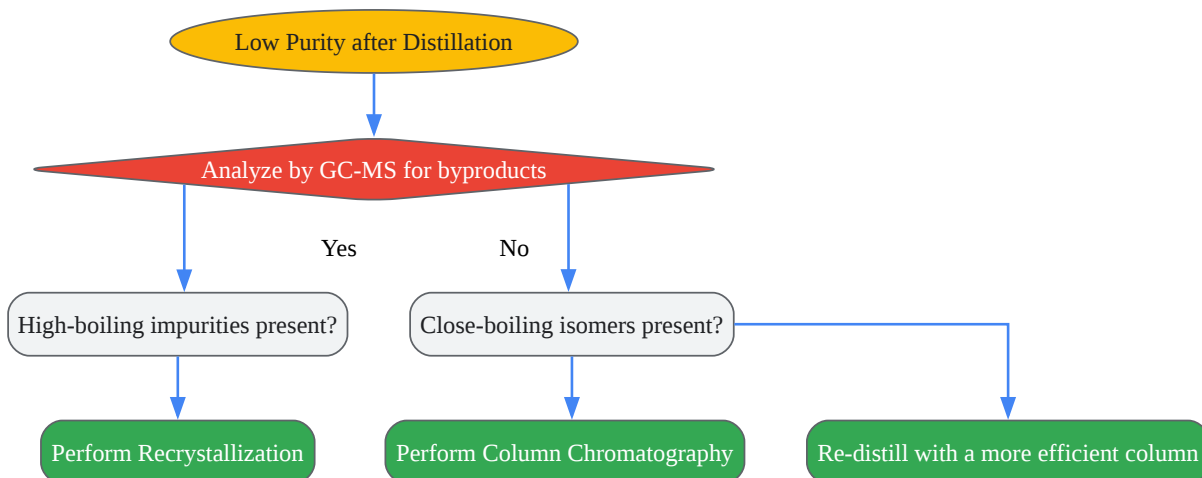 Low Purity after Distillation
Analyze by GC-MS for byproducts
Yes
No
High-boiling impurities present?
Close-boiling isomers present?
Perform Recrystallization
Perform Column Chromatography
Re-distill with a more efficient column